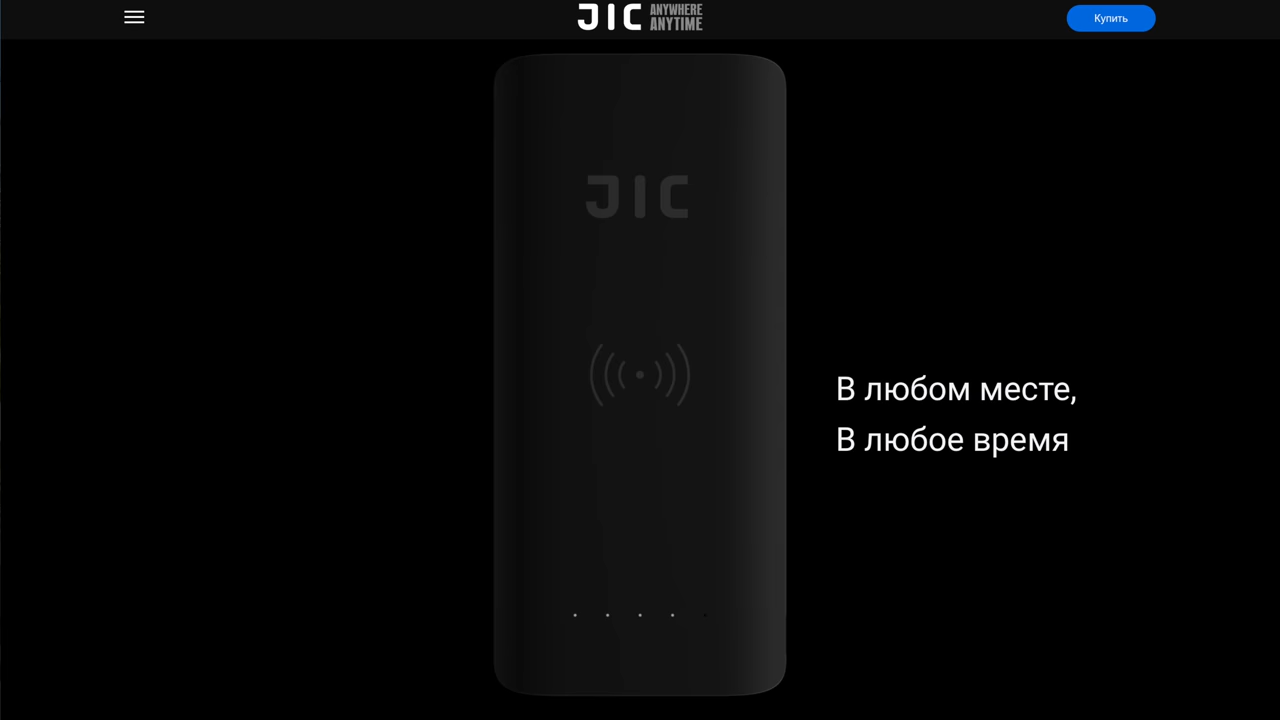 JIC ANYWHERE
ANYTIME
Купить
JIC
В любом месте,
В любое время